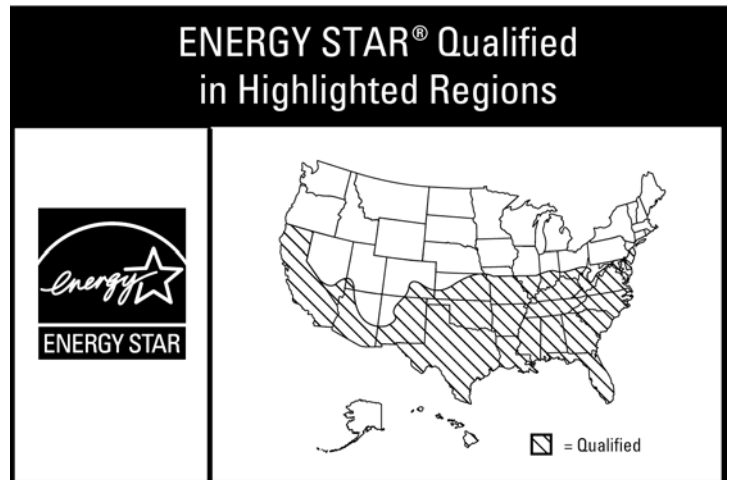 ENERGY STAR® Qualified
in Highlighted Regions
energy
ENERGY STAR
= Qualified